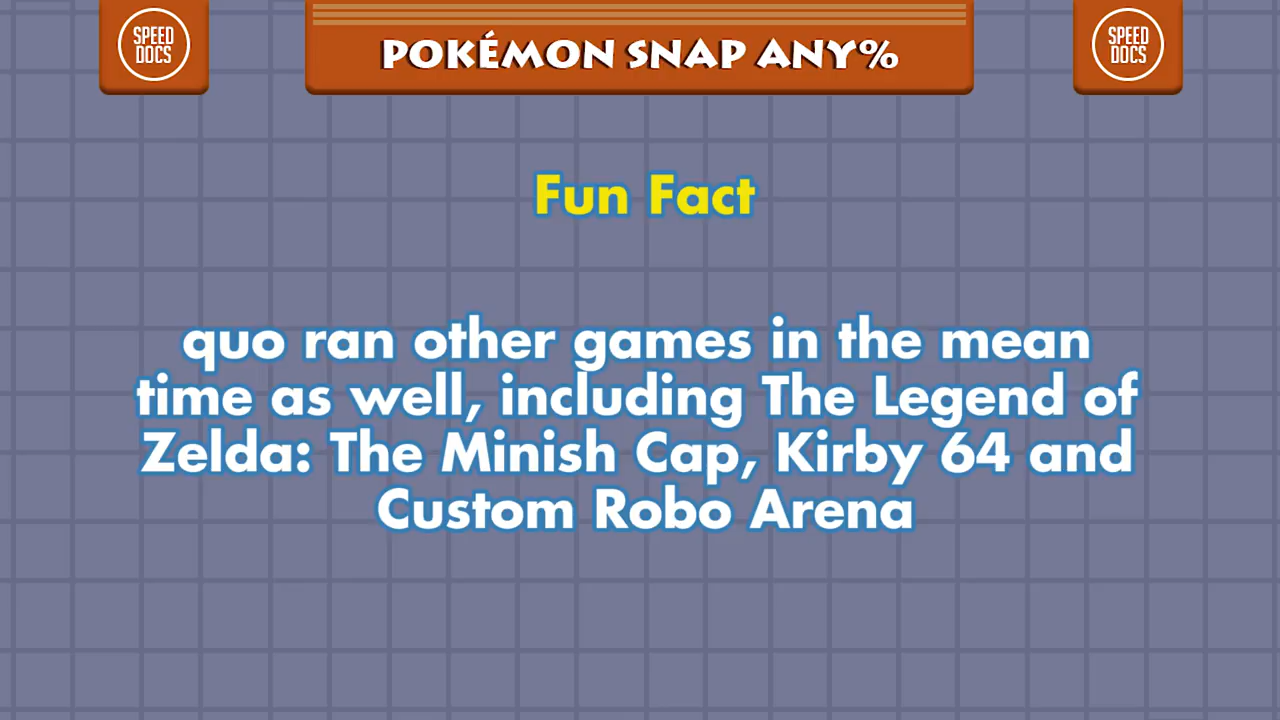 SPEED
DOCS
POKÉMON SNAP ANY%
SPEED
DOCS
Fun Fact
quo ran other games in the mean
time as well, including The Legend of
Zelda: The Minish Cap, Kirby 64 and
Custom Robo Arena